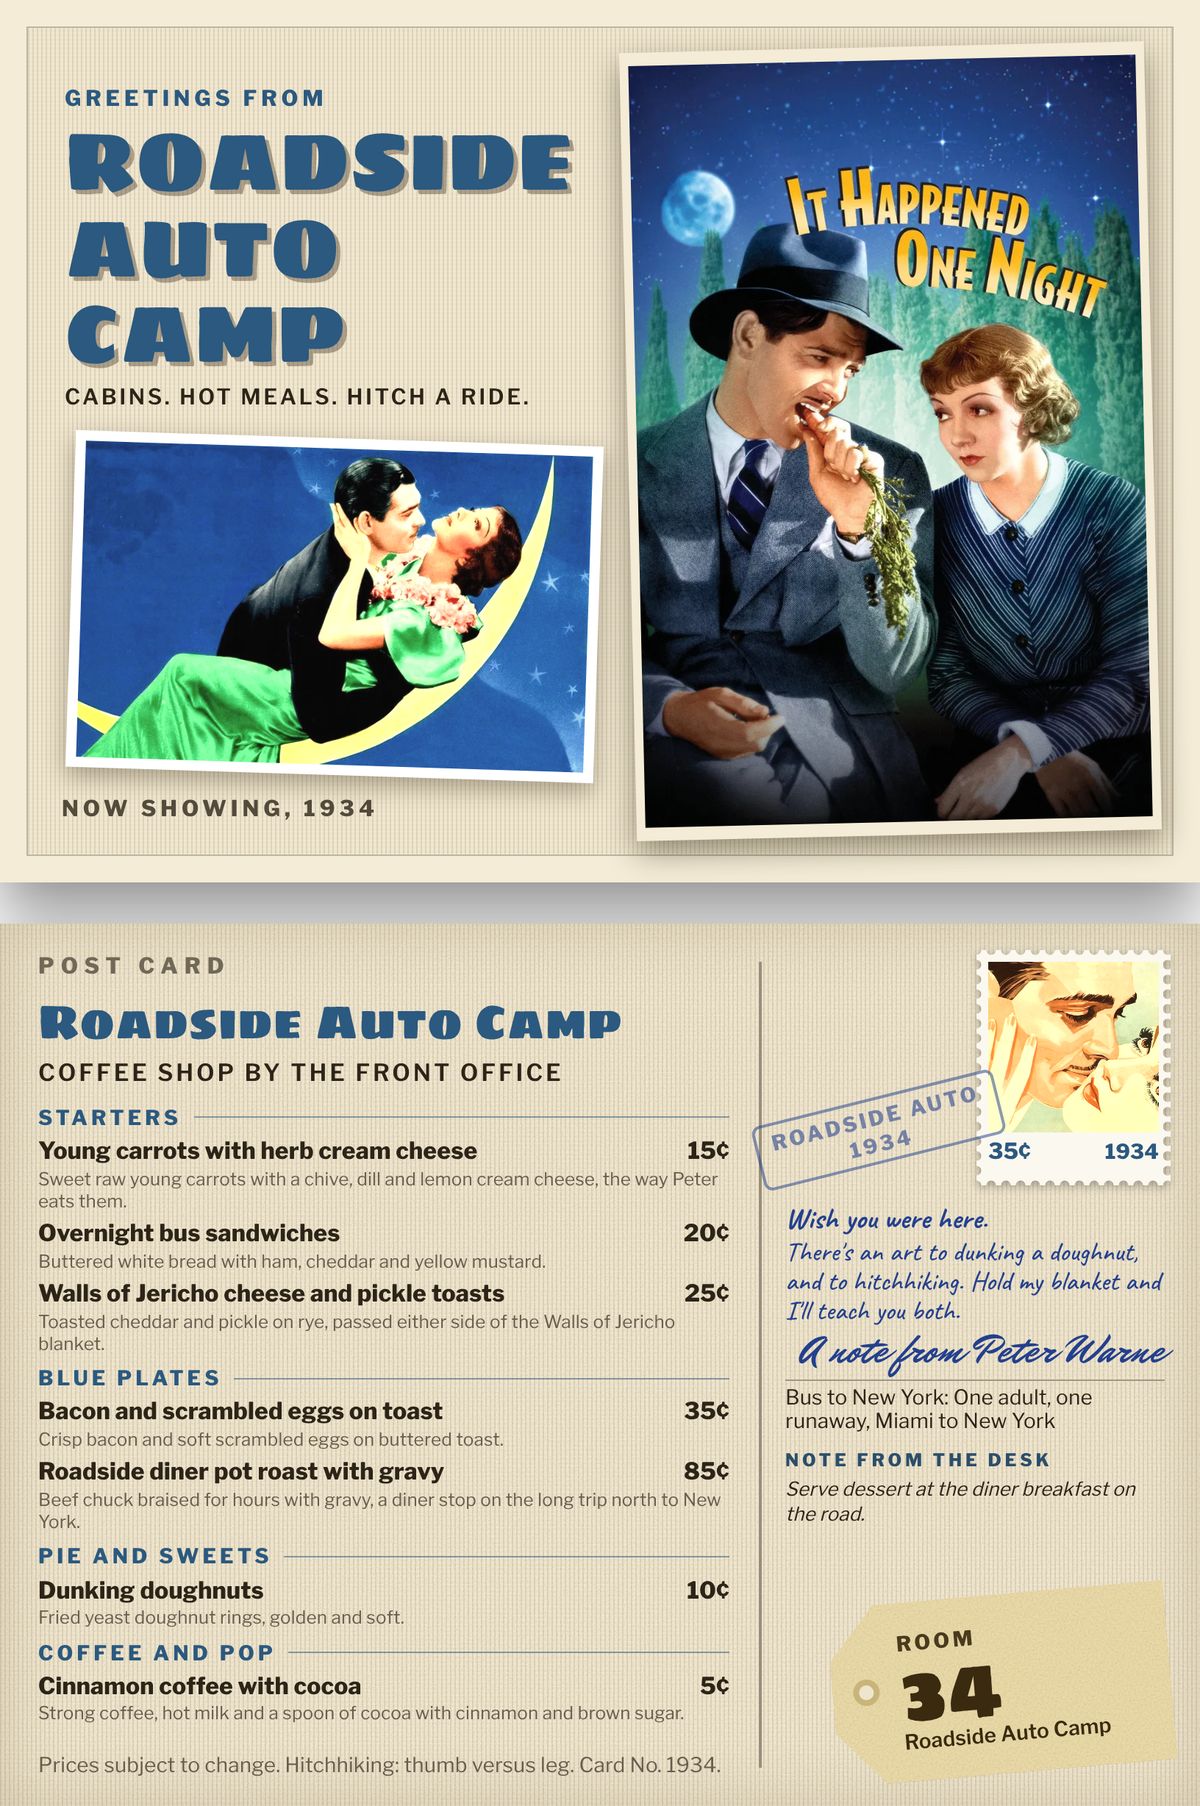 GREETINGS FROM
ROADSIDE
AUTO
CAMP
CABINS. HOT MEALS. HITCH A RIDE.
NOW SHOWING, 1934
IT HAPPENED
ONE NIGHT
POST CARD
ROADSIDE AUTO CAMP
COFFEE SHOP BY THE FRONT OFFICE
STARTERS
Young carrots with herb cream cheese 15¢
Sweet raw young carrots with a chive, dill and lemon cream cheese, the way Peter
eats them.
Overnight bus sandwiches 20¢
Buttered white bread with ham, cheddar and yellow mustard.
Walls of Jericho cheese and pickle toasts 25¢
Toasted cheddar and pickle on rye, passed either side of the Walls of Jericho
blanket.
BLUE PLATES
Bacon and scrambled eggs on toast 35¢
Crisp bacon and soft scrambled eggs on buttered toast.
Roadside diner pot roast with gravy 85¢
Beef chuck braised for hours with gravy, a diner stop on the long trip north to New
York.
PIE AND SWEETS
Dunking doughnuts 10¢
Fried yeast doughnut rings, golden and soft.
COFFEE AND POP
Cinnamon coffee with cocoa 5¢
Strong coffee, hot milk and a spoon of cocoa with cinnamon and brown sugar.
Prices subject to change. Hitchhiking: thumb versus leg. Card No. 1934.
ROADSIDE AUTO
1934
35¢ 1934
Wish you were here.
There's an art to dunking a doughnut,
and to hitchhiking. Hold my blanket and
I'll teach you both.
A note from Peter Warne
Bus to New York: One adult, one
runaway, Miami to New York
NOTE FROM THE DESK
Serve dessert at the diner breakfast on
the road.
ROOM
34
Roadside Auto Camp